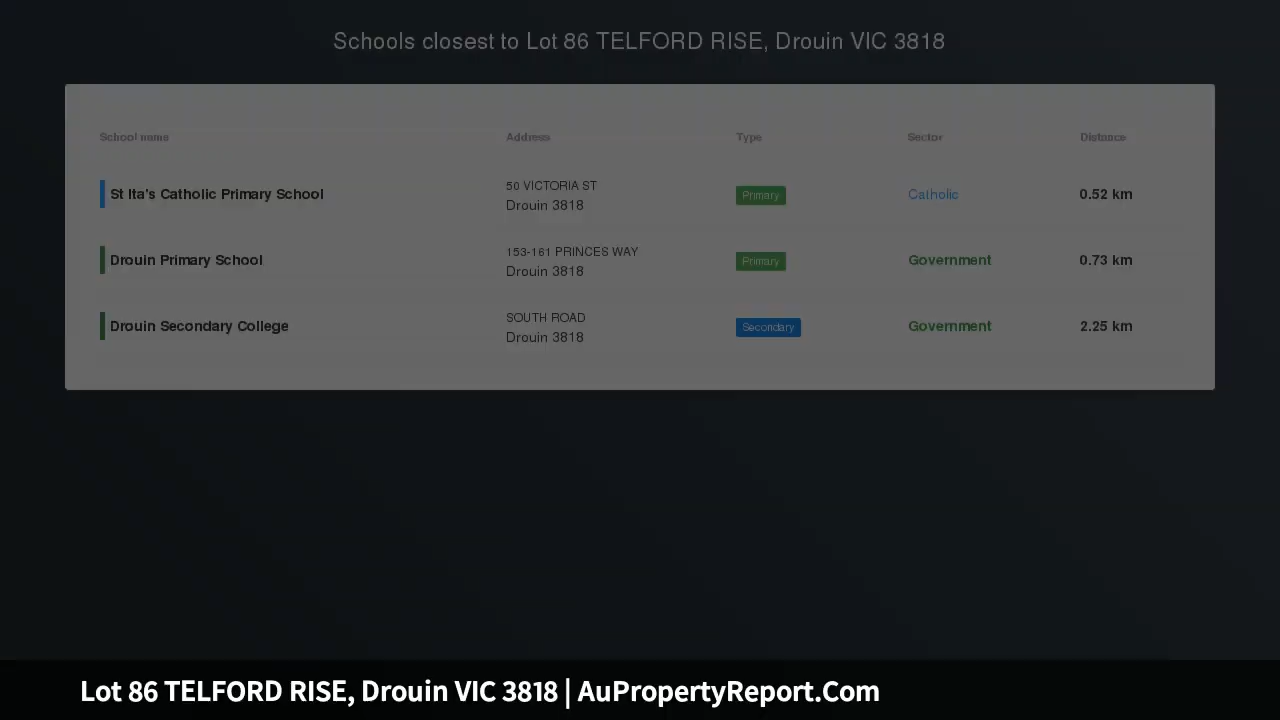 Schools closest to Lot 86 TELFORD RISE, Drouin VIC 3818
School name Address Type Sector Distance
St Ita's Catholic Primary School 50 VICTORIA ST Drouin 3818 Primary Catholic 0.52 km
Drouin Primary School 153-161 PRINCES WAY Drouin 3818 Primary Government 0.73 km
Drouin Secondary College SOUTH ROAD Drouin 3818 Secondary Government 2.25 km
Lot 86 TELFORD RISE, Drouin VIC 3818 | AuPropertyReport.Com